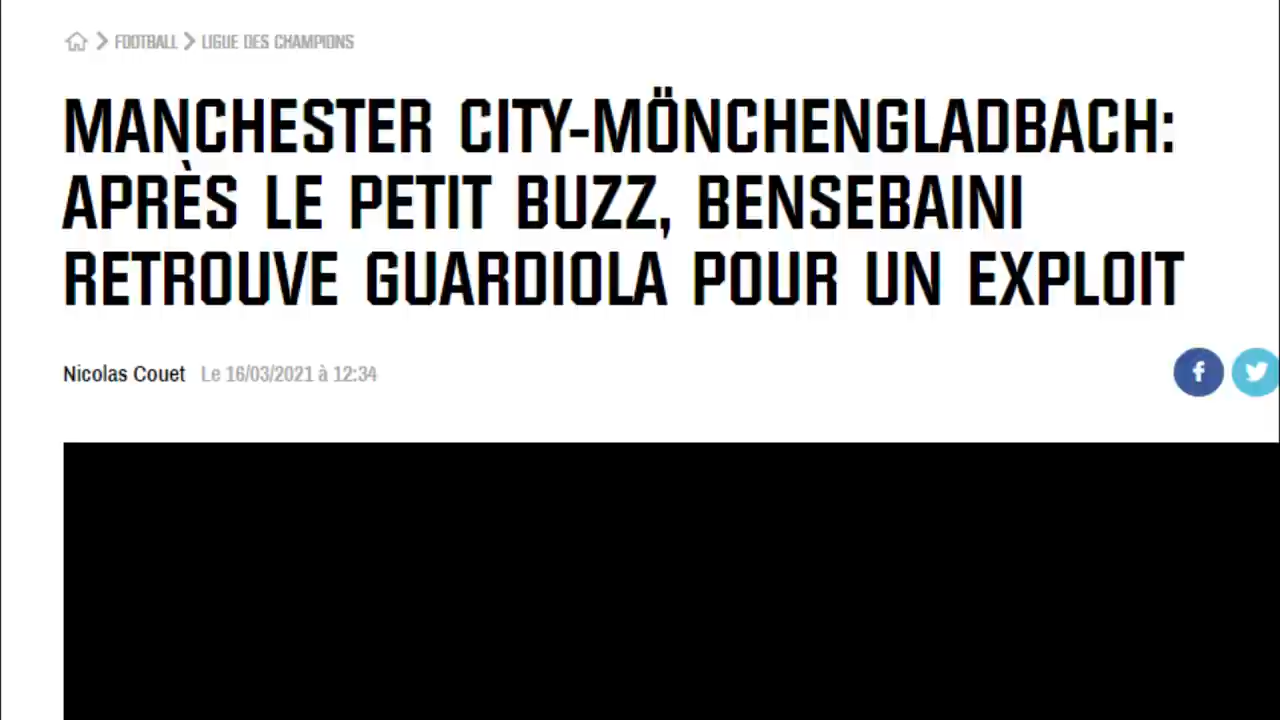 FOOTBALL LIGUE DES CHAMPIONS
MANCHESTER CITY-MÖNCHENGLADBACH:
APRÈS LE PETIT BUZZ, BENSEBAINI
RETROUVE GUARDIOLA POUR UN EXPLOIT
Nicolas Couet Le 16/03/2021 à 12:34